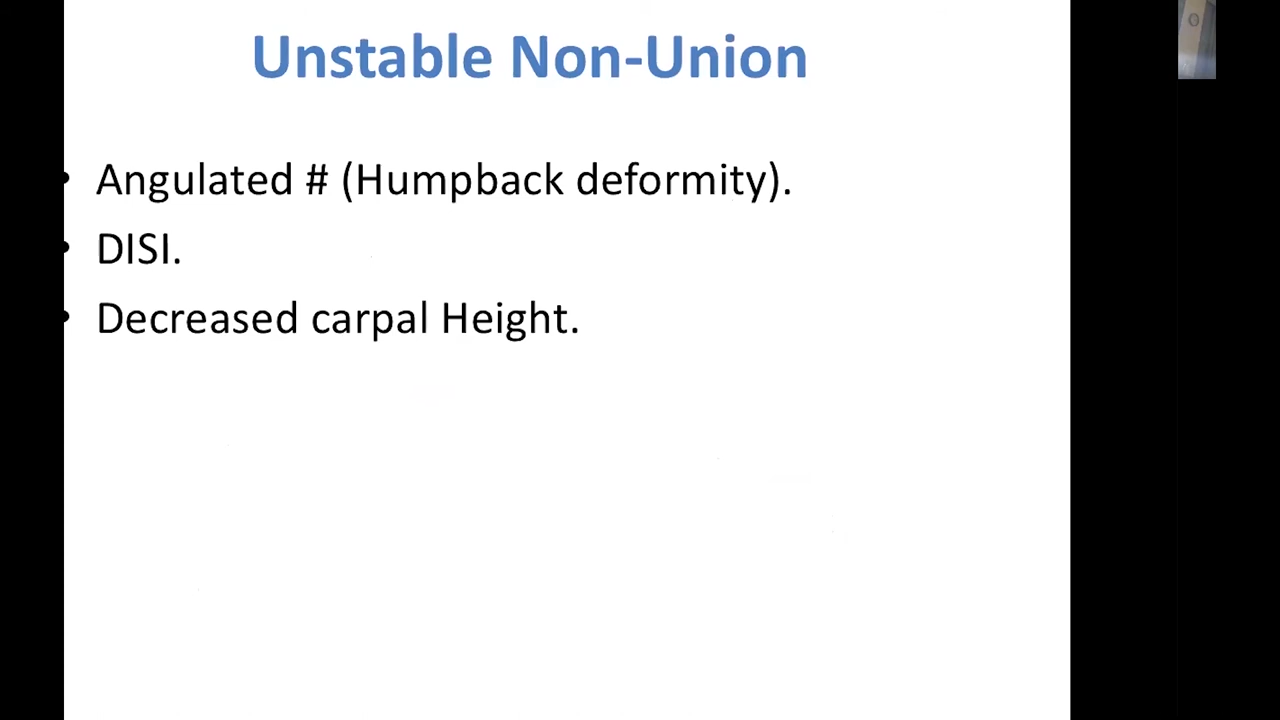 Unstable Non-Union
• Angulated # (Humpback deformity).
• DISI.
• Decreased carpal Height.